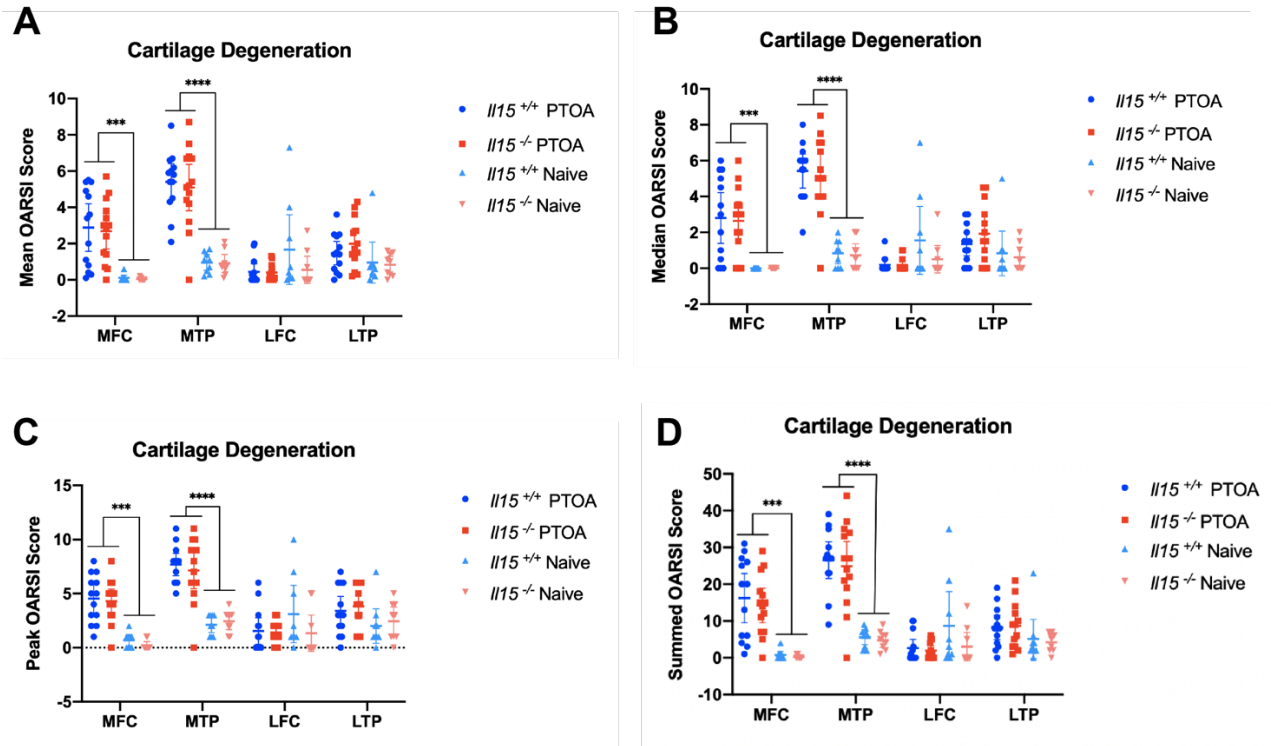 A
Cartilage Degeneration
***
****
Mean OARSI Score
10
8
6
4
2
0
-2
MFC MTP LFC LTP
Il15 +/+ PTOA
Il15 -/- PTOA
Il15 +/+ Naive
Il15 -/- Naive
B
Cartilage Degeneration
***
****
Median OARSI Score
10
8
6
4
2
0
-2
MFC MTP LFC LTP
Il15 +/+ PTOA
Il15 -/- PTOA
Il15 +/+ Naive
Il15 -/- Naive
C
Cartilage Degeneration
***
****
Peak OARSI Score
15
10
5
0
-5
MFC MTP LFC LTP
Il15 +/+ PTOA
Il15 -/- PTOA
Il15 +/+ Naive
Il15 -/- Naive
D
Cartilage Degeneration
***
****
Summed OARSI Score
50
40
30
20
10
0
-10
MFC MTP LFC LTP
Il15 +/+ PTOA
Il15 -/- PTOA
Il15 +/+ Naive
Il15 -/- Naive